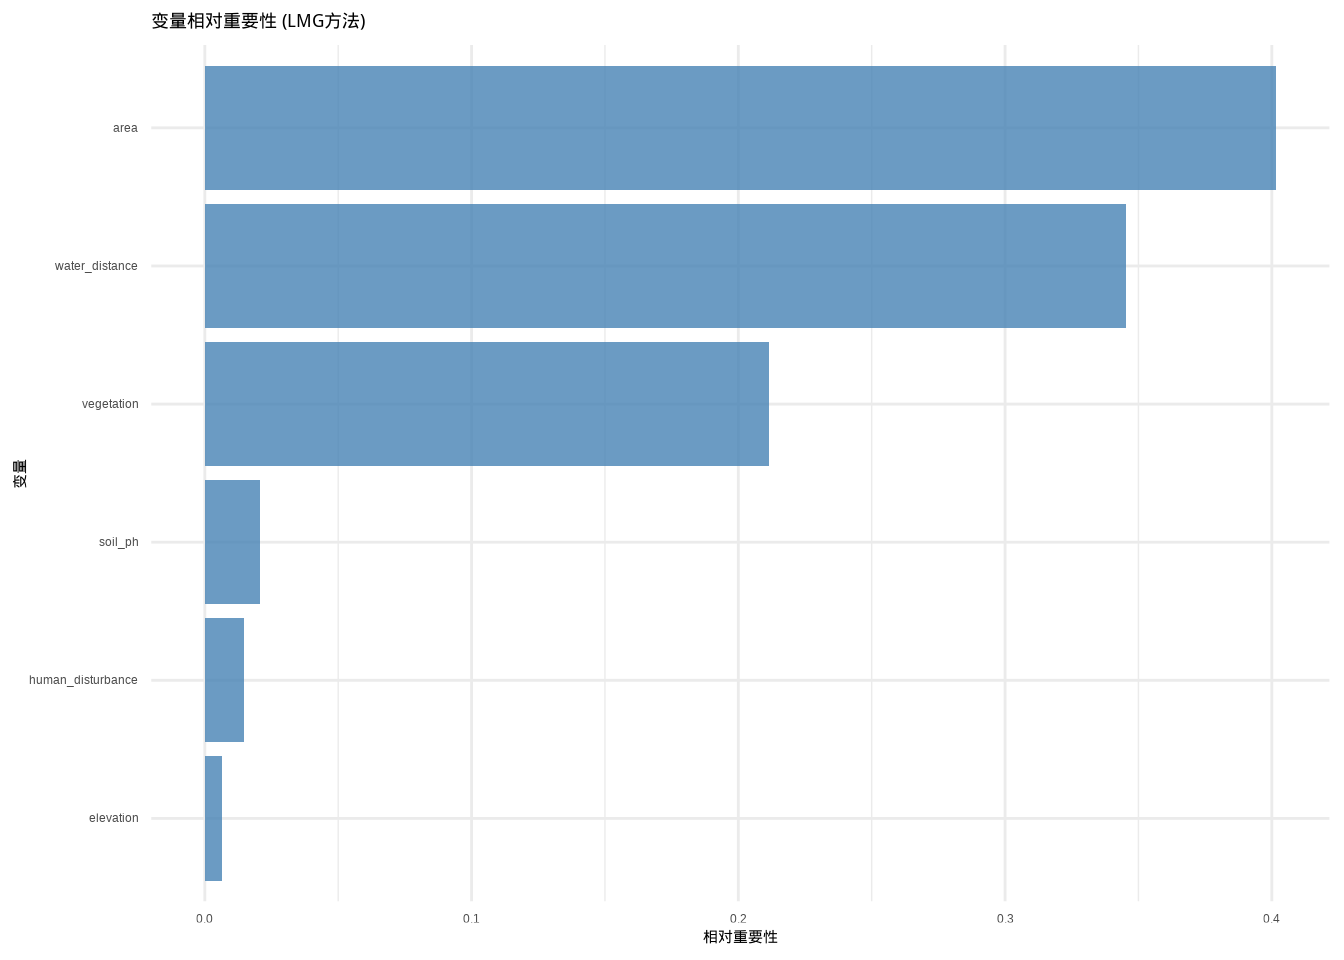 变量相对重要性 (LMG方法)
area
water_distance
vegetation
变量
soil_ph
human_disturbance
elevation
0.0 0.1 0.2 0.3 0.4
相对重要性